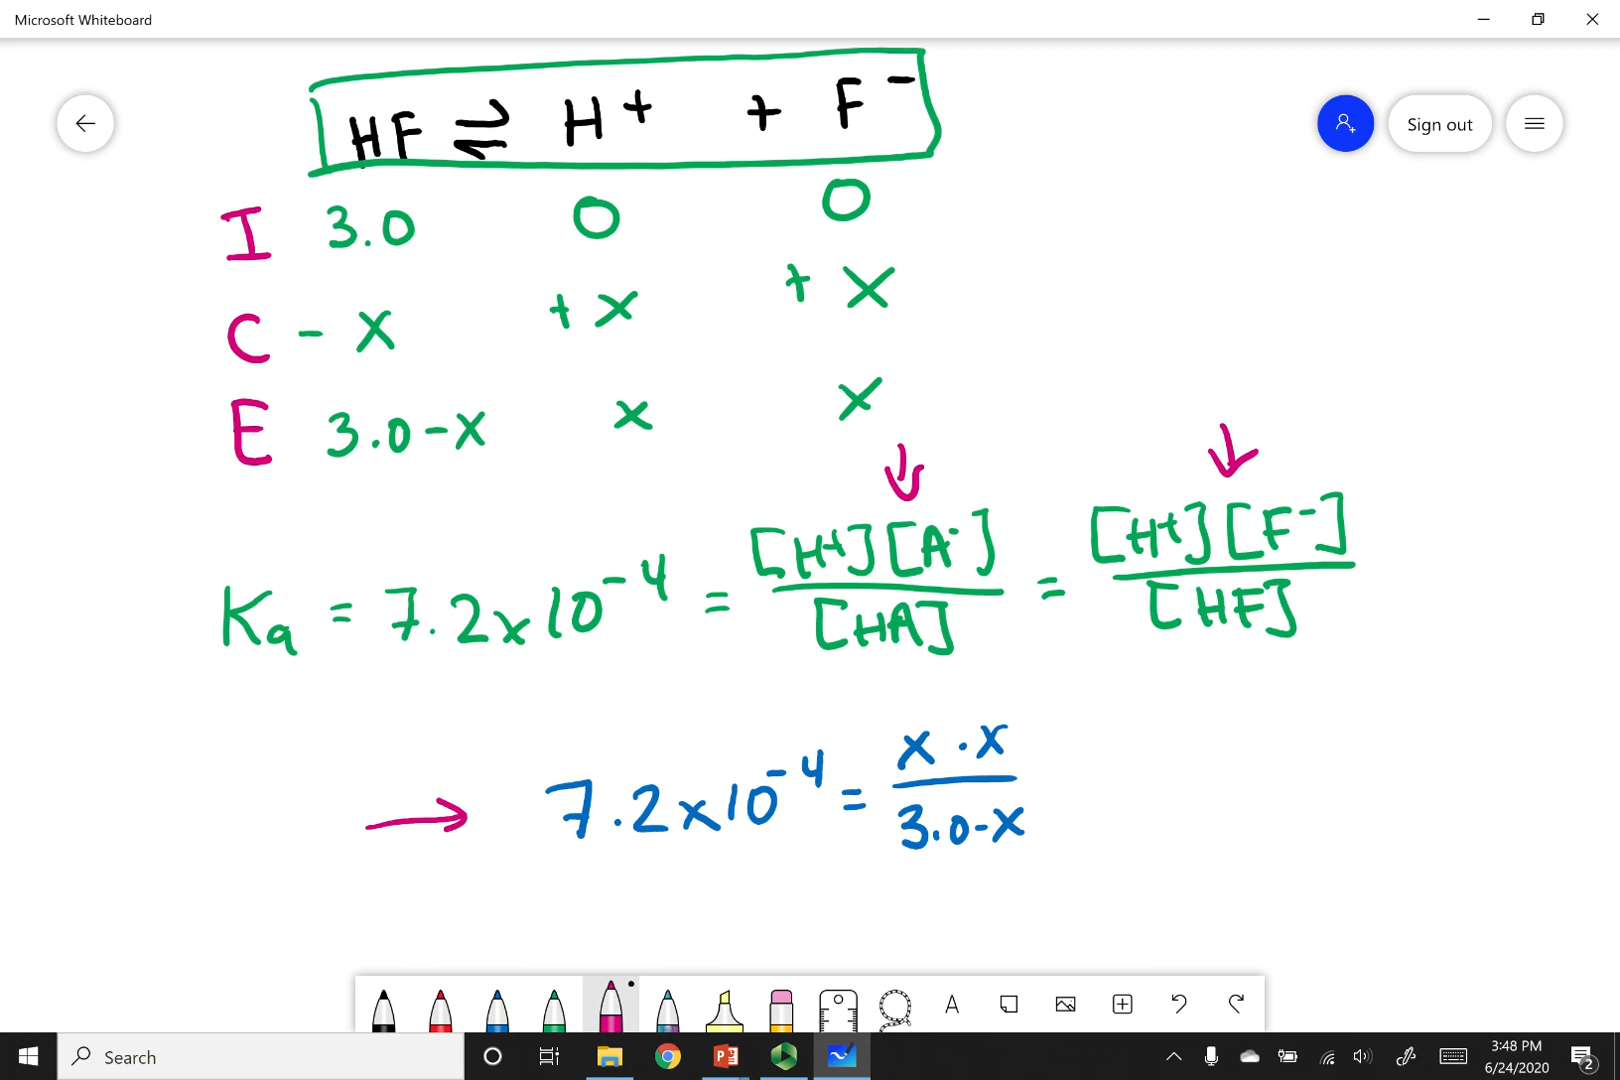 Microsoft Whiteboard
HF ⇌ H⁺ + F⁻
Sign out
I 3.0 0 0
C - x + x + x
E 3.0-x x x
Ka = 7.2x10⁻⁴ = [H⁺][A⁻] / [HA] = [H⁺][F⁻] / [HF]
→ 7.2x10⁻⁴ = x · x / 3.0-x
A
Search
3:48 PM
6/24/2020
2